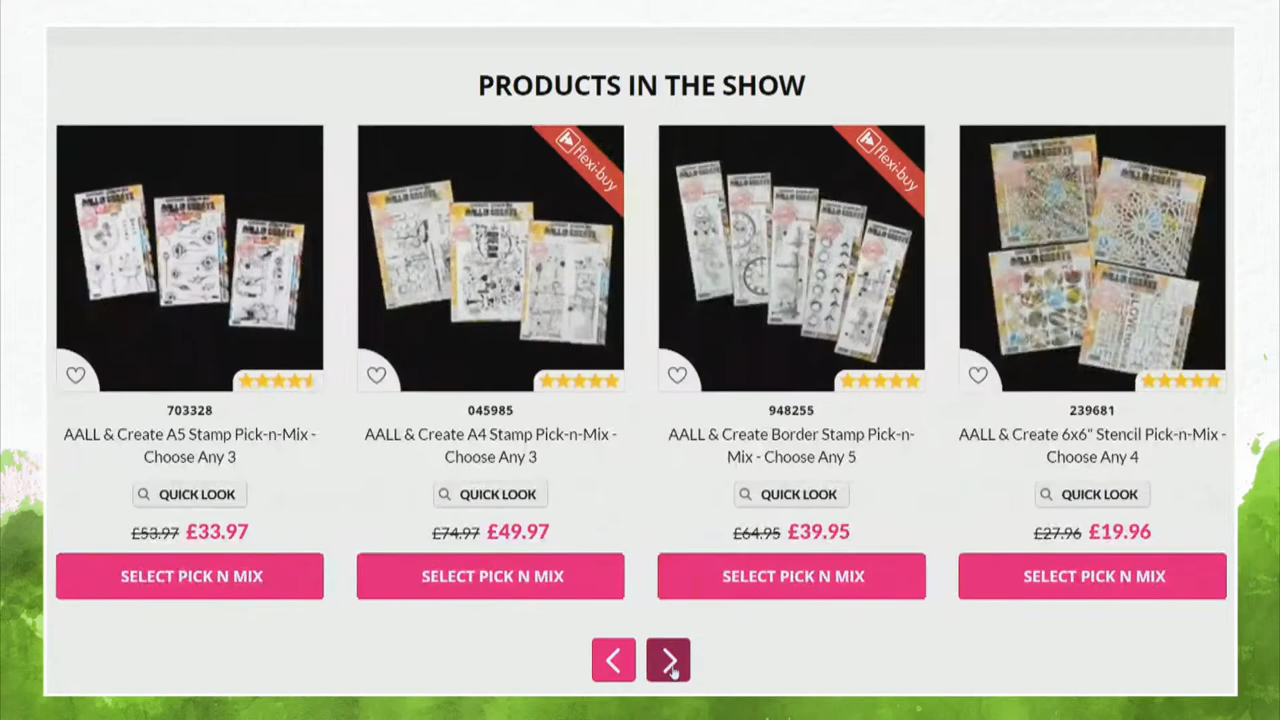 PRODUCTS IN THE SHOW
flexi-buy
flexi-buy
703328
AALL & Create A5 Stamp Pick-n-Mix -
Choose Any 3
QUICK LOOK
£53.97 £33.97
SELECT PICK N MIX
045985
AALL & Create A4 Stamp Pick-n-Mix -
Choose Any 3
QUICK LOOK
£74.97 £49.97
SELECT PICK N MIX
948255
AALL & Create Border Stamp Pick-n-
Mix - Choose Any 5
QUICK LOOK
£64.95 £39.95
SELECT PICK N MIX
239681
AALL & Create 6x6" Stencil Pick-n-Mix -
Choose Any 4
QUICK LOOK
£27.96 £19.96
SELECT PICK N MIX